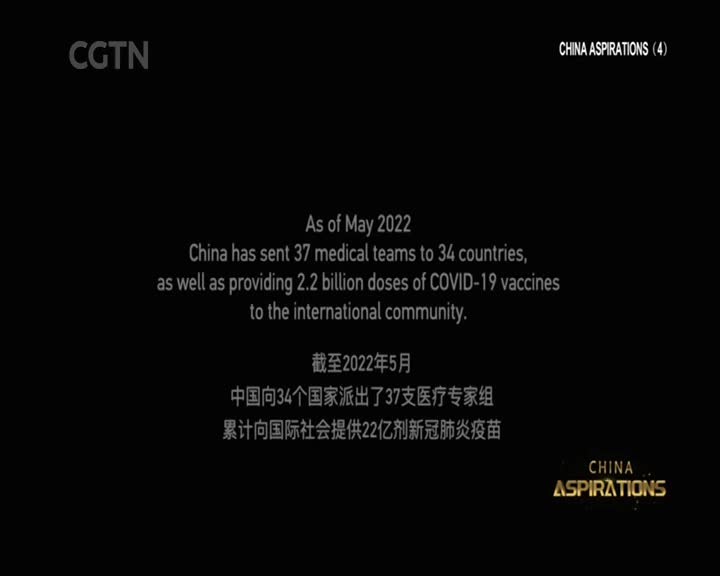 CGTN
CHINA ASPIRATIONS (4)
As of May 2022
China has sent 37 medical teams to 34 countries,
as well as providing 2.2 billion doses of COVID-19 vaccines
to the international community.
截至2022年5月
中国向34个国家派出了37支医疗专家组
累计向国际社会提供22亿剂新冠肺炎疫苗
CHINA
ASPIRATIONS